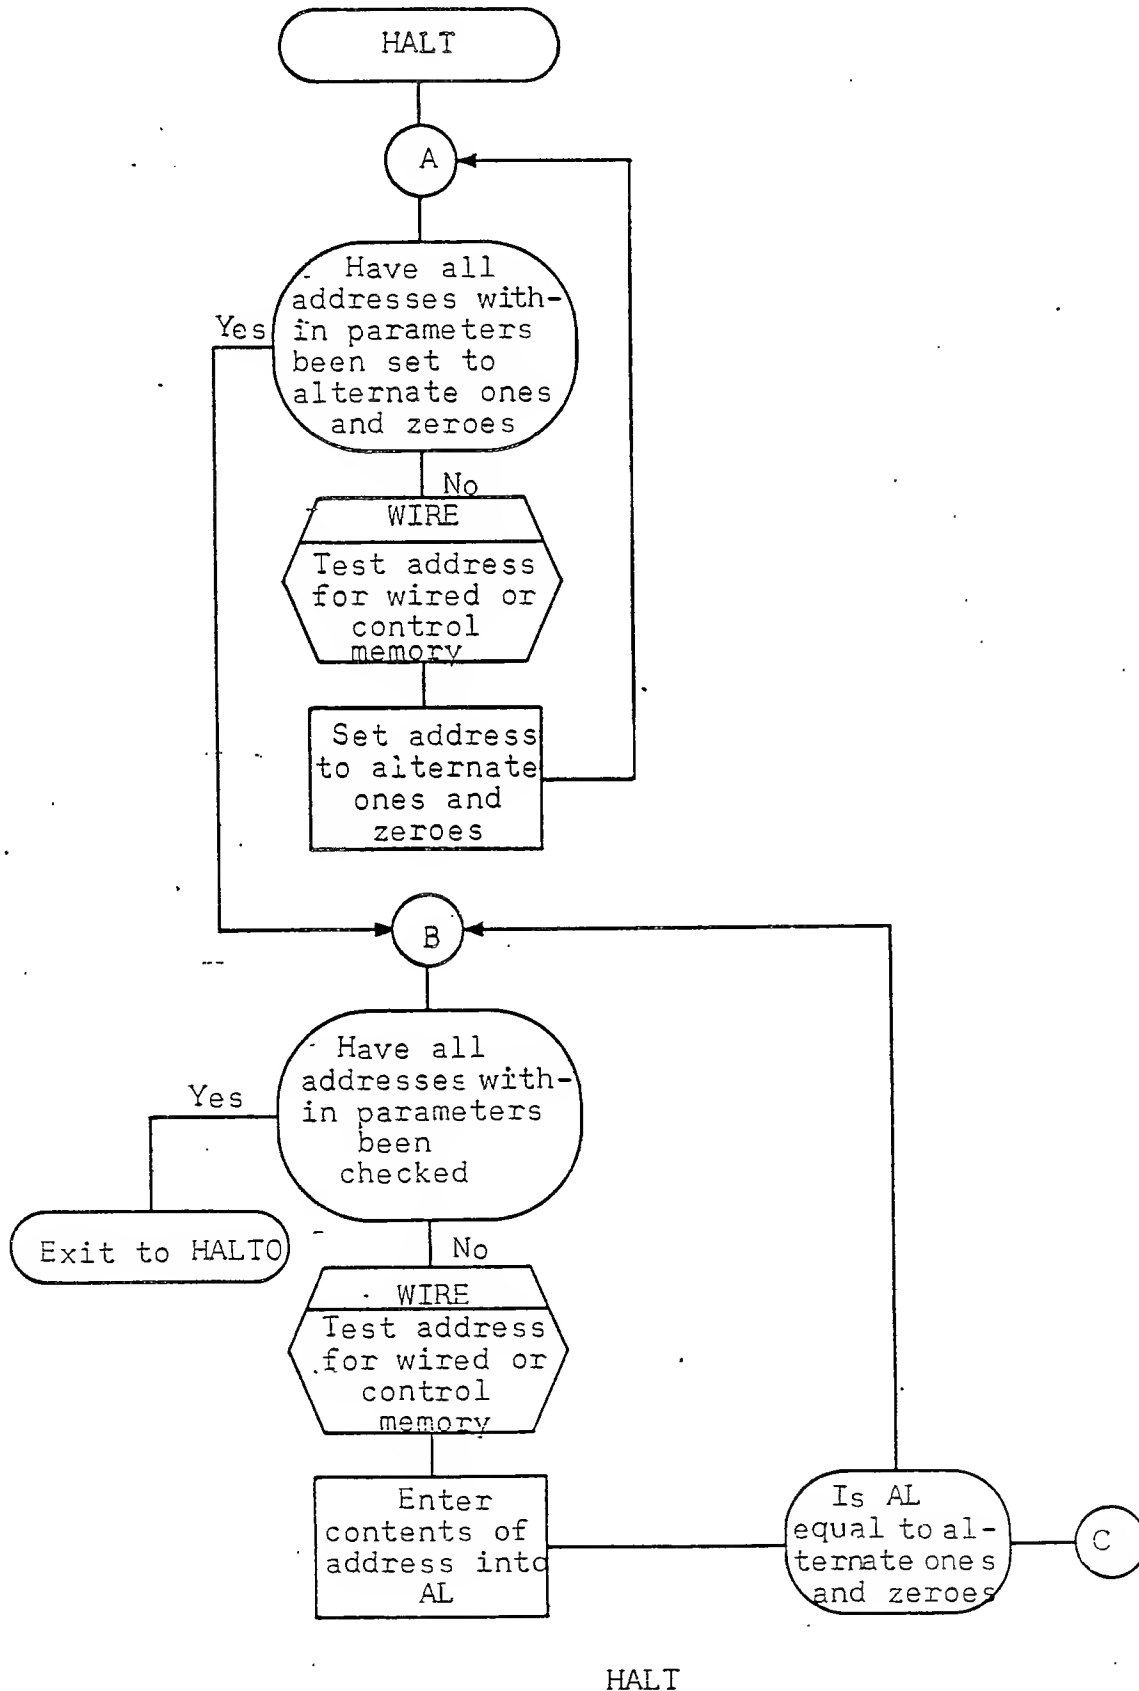 HALT
A
Have all
addresses with-
in parameters
been set to
alternate ones
and zeroes
Yes
No
WIRE
Test address
for wired or
control
memory
Set address
to alternate
ones and
zeroes
B
Have all
addresses with-
in parameters
been
checked
Yes
Exit to HALTO
No
WIRE
Test address
for wired or
control
memory
Enter
contents of
address into
AL
Is AL
equal to al-
ternate ones
and zeroes
C
HALT